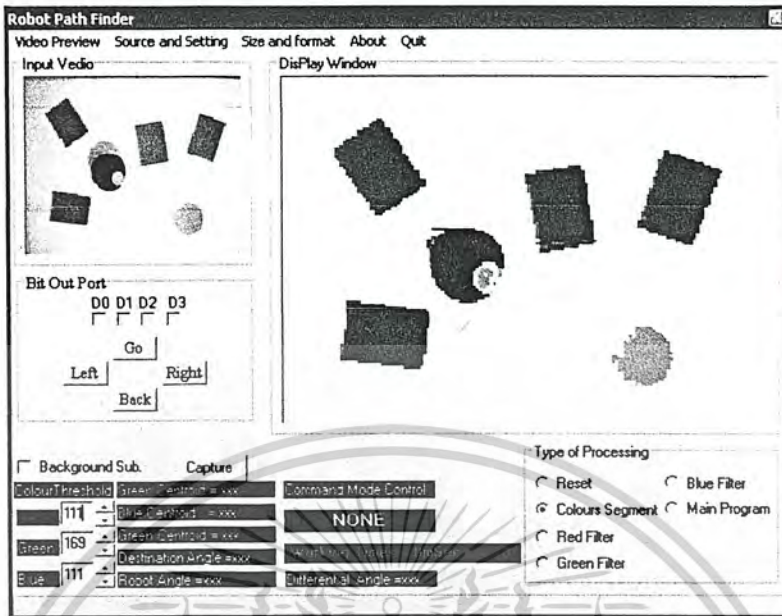 Robot Path Finder
Video Preview Source and Setting Size and format About Quit
Input Vedio
DisPlay Window
Bit Out Port
D0 D1 D2 D3
Go
Left Right
Back
Background Sub. Capture
ColourThreshold Green Centroid = xxx Command Mode Control
111 Blue Centroid = xxx NONE
Green 169 Green Centroid = xxx
Destination Angle =xxx
Blue 111 Robot Angle =xxx Differential Angle =xxx
Type of Processing
Reset Blue Filter
Colours Segment Main Program
Red Filter
Green Filter